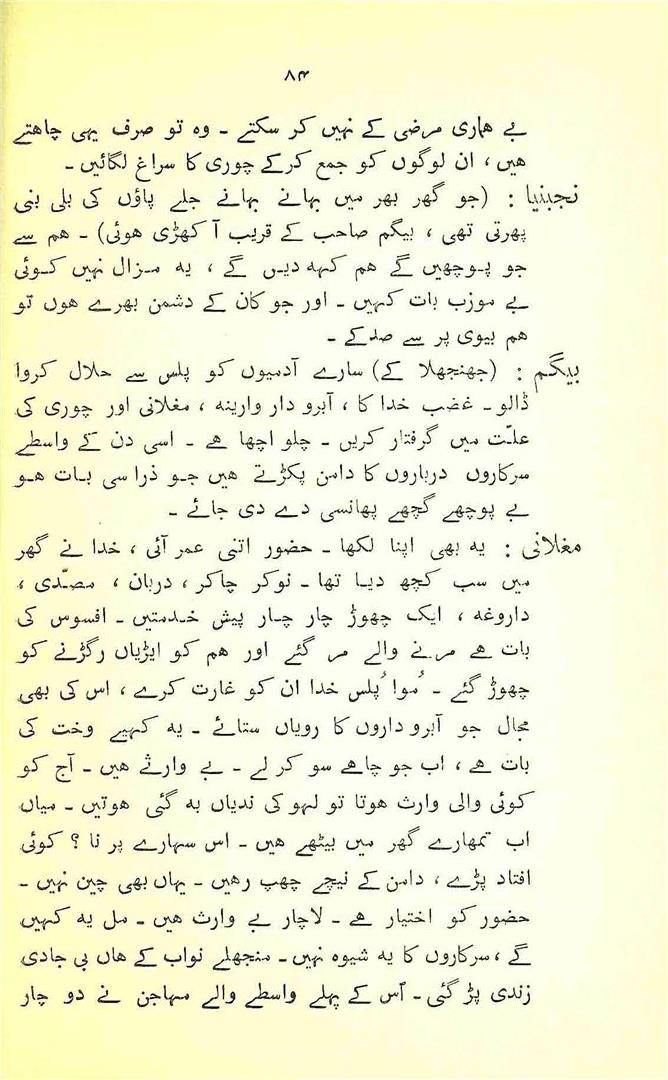 ۸۴
بے ہماری مرضی کے نہیں کر سکتے ۔ وہ تو صرف یہی چاہتے
ہیں ، ان لوگوں کو جمع کرکے چوری کا سراغ لگائیں ۔
نجبنیا : (جو گھر بھر میں بہانے بہانے جلے پاؤں کی بلی بنی
پھرتی تھی ، بیگم صاحب کے قریب آ کھڑی ہوئی) ۔ ہم سے
جو پوچھیں گے ہم کہہ دیں گے ، یہ مزال نہیں کوئی
بے موزب بات کہیں ۔ اور جو کان کے دشمن بھرے ہوں تو
ہم بیوی پر سے صدکے ۔
بیگم : (جھنجھلا کے) سارے آدمیوں کو پلس سے حلال کروا
ڈالو ۔ غضب خدا کا ، آبرو دار وارینہ ، مغلانی اور چوری کی
علّت میں گرفتار کریں ۔ چلو اچھا ہے ۔ اسی دن کے واسطے
سرکاروں درباروں کا دامن پکڑتے ہیں جو ذرا سی بات ہو
بے پوچھے گچھے پھانسی دے دی جائے ۔
مغلانی : یہ بھی اپنا لکھا ۔ حضور اتنی عمر آئی ، خدا نے گھر
میں سب کچھ دیا تھا ۔ نوکر چاکر ، دربان ، مصدّی ،
داروغہ ، ایک چھوڑ چار چار پیش خدمتیں ۔ افسوس کی
بات ہے مرنے والے مر گئے اور ہم کو ایڑیاں رگڑنے کو
چھوڑ گئے ۔ مُوا پُلس خدا ان کو غارت کرے ، اس کی بھی
مجال جو آبرو داروں کا رویاں ستائے ۔ یہ کہیے وخت کی
بات ہے ، اب جو چاہے سو کر لے ۔ بے وارثے ہیں ۔ آج کو
کوئی والی وارث ہوتا تو لہو کی ندیاں بہ گئی ہوتیں ۔ میاں
اب تمھارے گھر میں بیٹھے ہیں ۔ اس سہارے پر نا ؟ کوئی
افتاد پڑے ، دامن کے نیچے چھپ رہیں ۔ یہاں بھی چین نہیں ۔
حضور کو اختیار ہے ۔ لاچار بے وارث ہیں ۔ مل یہ کہیں
گے ، سرکاروں کا یہ شیوہ نہیں ۔ منجھلے نواب کے ہاں بی جادی
زندی پڑ گئی ۔ اُس کے پہلے واسطے والے مہاجن نے دو چار